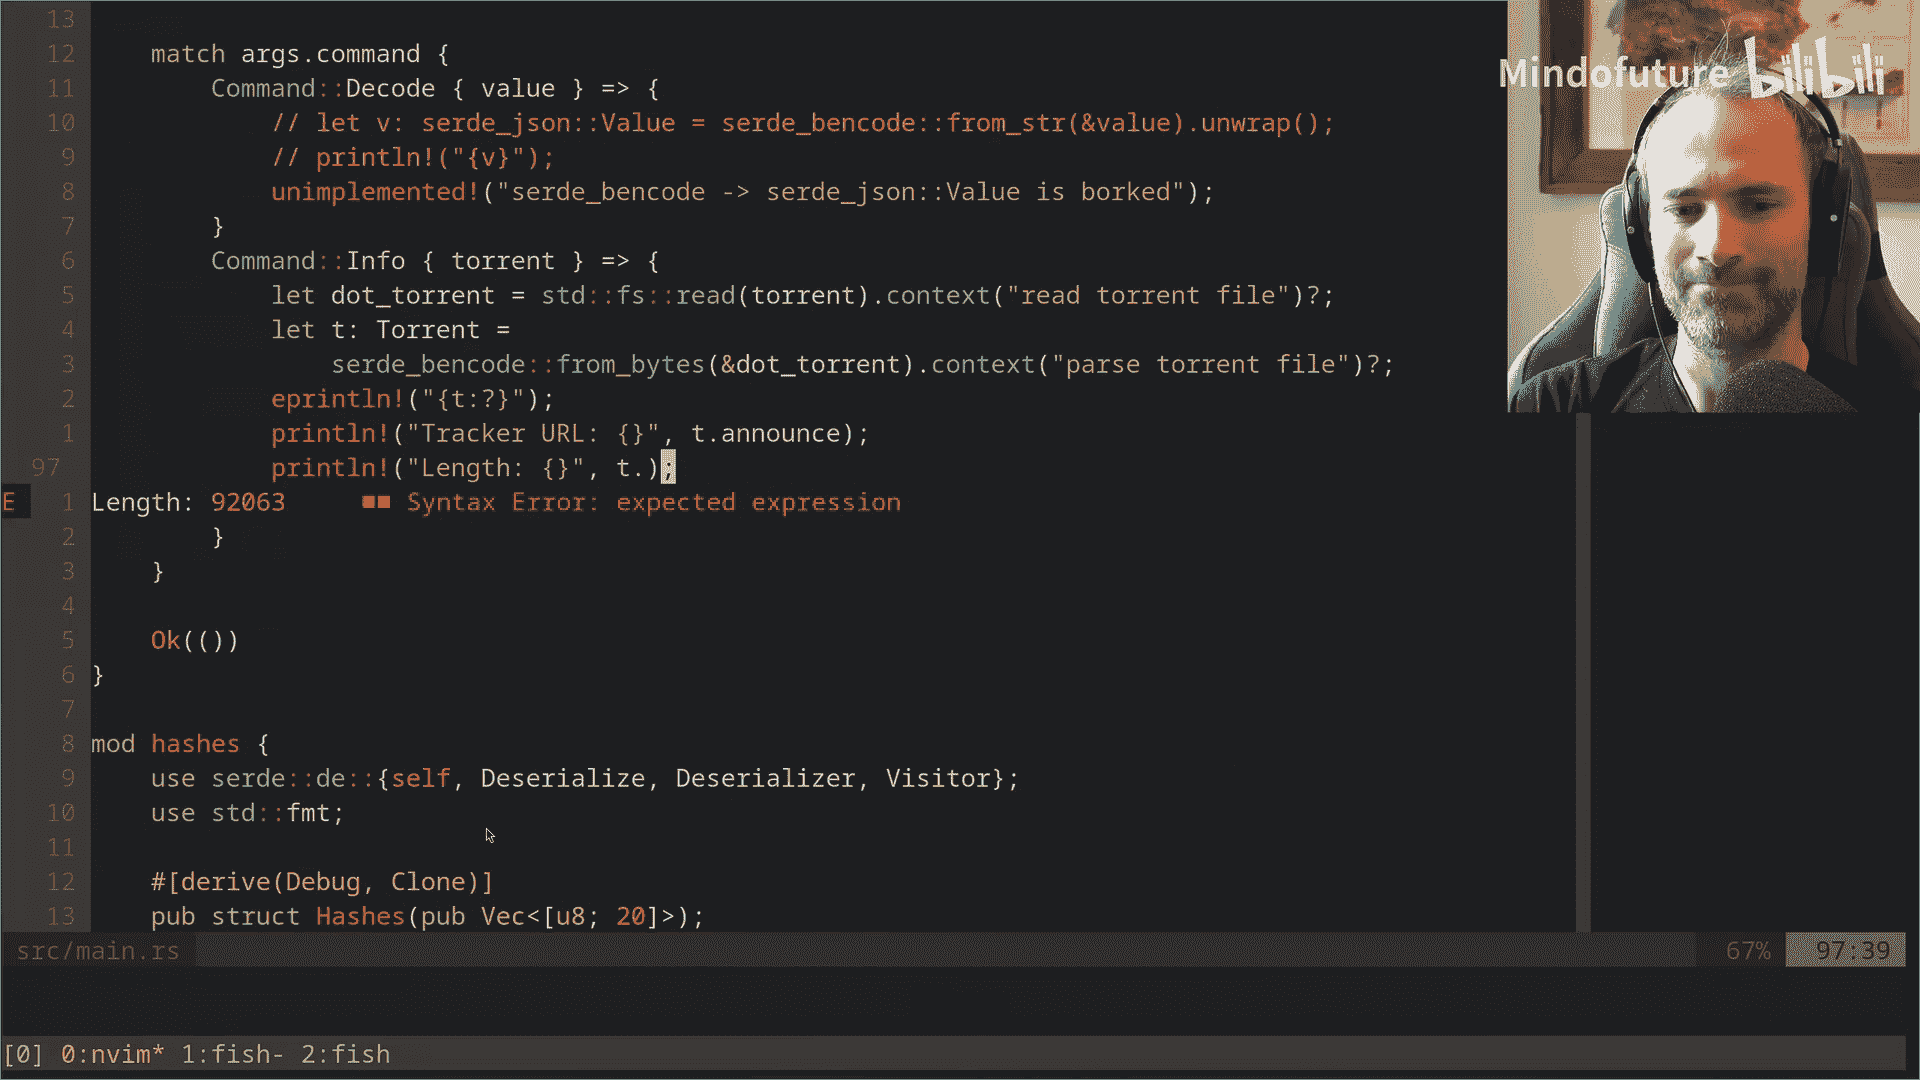 13
12 match args.command {
11 Command::Decode { value } => {
10 // let v: serde_json::Value = serde_bencode::from_str(&value).unwrap();
9 // println!("{v}");
8 unimplemented!("serde_bencode -> serde_json::Value is borked");
7 }
6 Command::Info { torrent } => {
5 let dot_torrent = std::fs::read(torrent).context("read torrent file")?;
4 let t: Torrent =
3 serde_bencode::from_bytes(&dot_torrent).context("parse torrent file")?;
2 eprintln!("{t:?}");
1 println!("Tracker URL: {}", t.announce);
97 println!("Length: {}", t.);
E 1 Length: 92063 ■■ Syntax Error: expected expression
2 }
3 }
4
5 Ok(())
6 }
7
8 mod hashes {
9 use serde::de::{self, Deserialize, Deserializer, Visitor};
10 use std::fmt;
11
12 #[derive(Debug, Clone)]
13 pub struct Hashes(pub Vec<[u8; 20]>);
src/main.rs 67% 97:39
[0] 0:nvim* 1:fish- 2:fish
Mindofuture bilibili